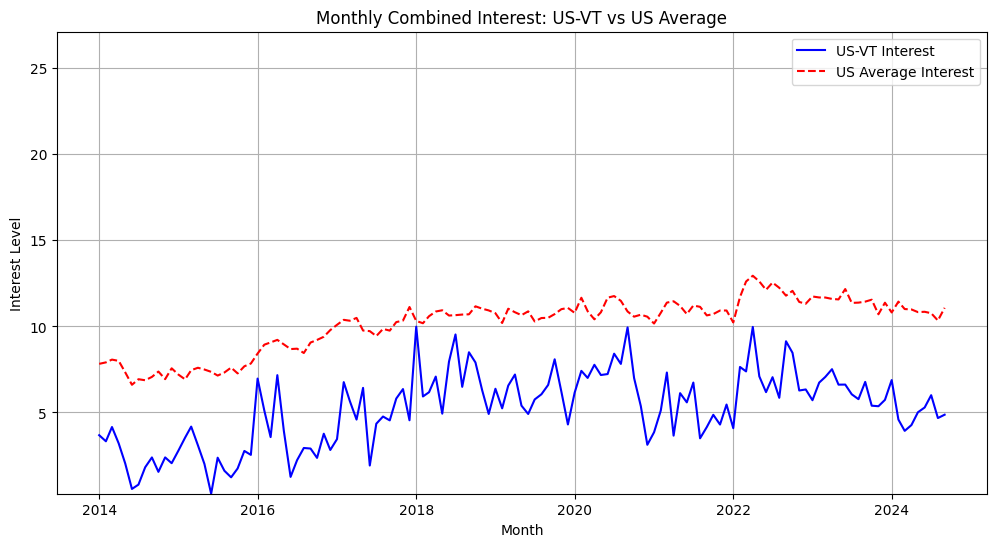 Monthly Combined Interest: US-VT vs US Average
US-VT Interest
US Average Interest
Interest Level
25
20
15
10
5
2014 2016 2018 2020 2022 2024
Month